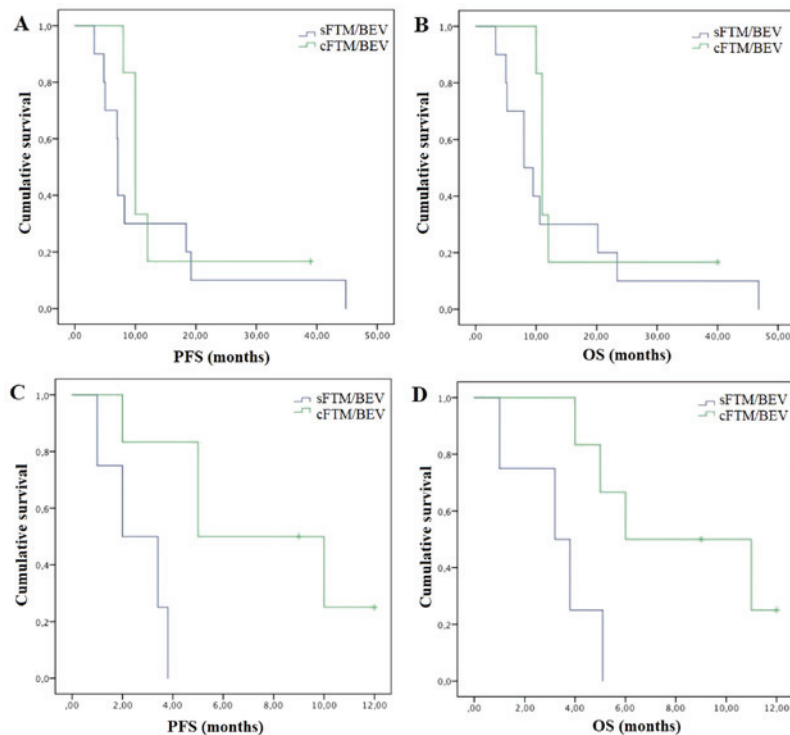 A
sFTM/BEV
cFTM/BEV
Cumulative survival
1,0
0,8
0,6
0,4
0,2
0,0
,00 10,00 20,00 30,00 40,00 50,00
PFS (months)
B
sFTM/BEV
cFTM/BEV
Cumulative survival
1,0
0,8
0,6
0,4
0,2
0,0
,00 10,00 20,00 30,00 40,00 50,00
OS (months)
C
sFTM/BEV
cFTM/BEV
Cumulative survival
1,0
0,8
0,6
0,4
0,2
0,0
,00 2,00 4,00 6,00 8,00 10,00 12,00
PFS (months)
D
sFTM/BEV
cFTM/BEV
Cumulative survival
1,0
0,8
0,6
0,4
0,2
0,0
,00 2,00 4,00 6,00 8,00 10,00 12,00
OS (months)